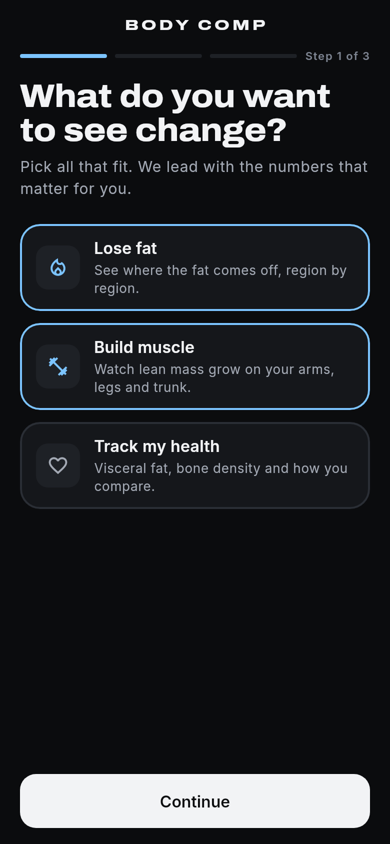 BODY COMP
Step 1 of 3
What do you want
to see change?
Pick all that fit. We lead with the numbers that
matter for you.
Lose fat
See where the fat comes off, region by
region.
Build muscle
Watch lean mass grow on your arms,
legs and trunk.
Track my health
Visceral fat, bone density and how you
compare.
Continue